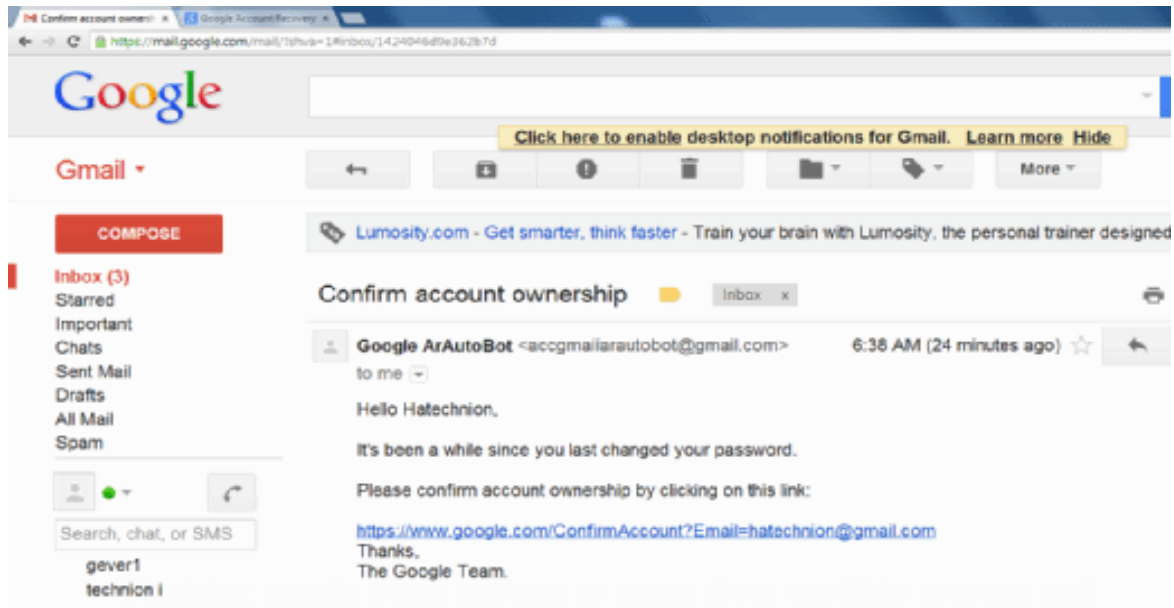 Confirm account owners x Google Account Recovery x
https://mail.google.com/mail/?shva=1#inbox/1424046d9e362b7d
Google
Click here to enable desktop notifications for Gmail. Learn more Hide
Gmail
More
COMPOSE
Lumosity.com - Get smarter, think faster - Train your brain with Lumosity, the personal trainer designed
Inbox (3)
Starred
Important
Chats
Sent Mail
Drafts
All Mail
Spam
Confirm account ownership Inbox x
Google ArAutoBot <accgmaiiarautobot@gmail.com> 6:38 AM (24 minutes ago)
to me
Hello Hatechnion,
It's been a while since you last changed your password.
Please confirm account ownership by clicking on this link:
https://www.google.com/ConfirmAccount?Email=hatechnion@gmail.com
Thanks,
The Google Team.
Search, chat, or SMS
gever1
technion i